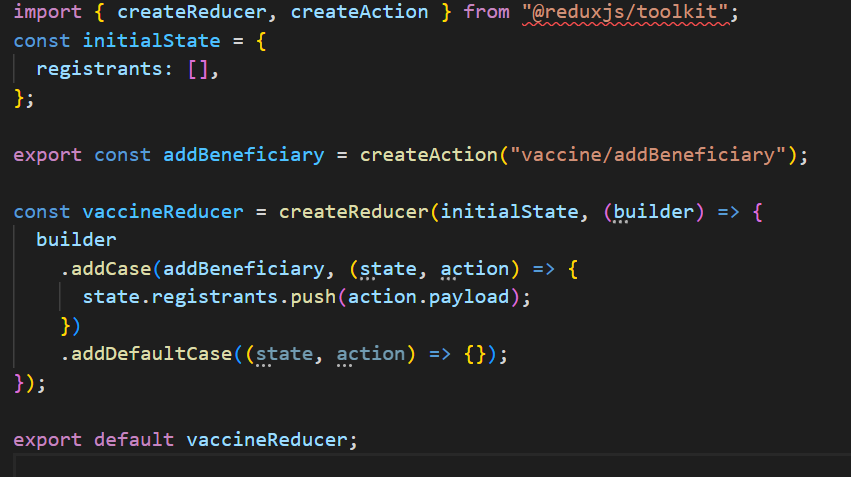 import { createReducer, createAction } from "@reduxjs/toolkit";
const initialState = {
  registrants: [],
};

export const addBeneficiary = createAction("vaccine/addBeneficiary");

const vaccineReducer = createReducer(initialState, (builder) => {
  builder
    .addCase(addBeneficiary, (state, action) => {
      state.registrants.push(action.payload);
    })
    .addDefaultCase((state, action) => {});
});

export default vaccineReducer;